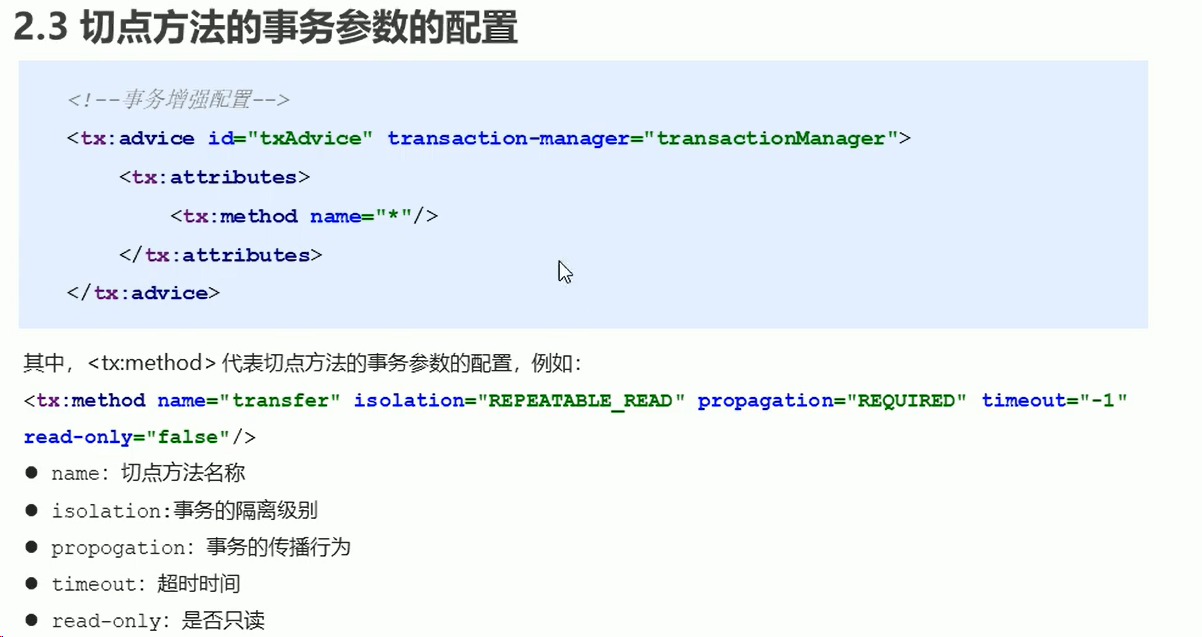 2.3 切点方法的事务参数的配置
<!--事务增强配置-->
<tx:advice id="txAdvice" transaction-manager="transactionManager">
<tx:attributes>
<tx:method name="*"/>
</tx:attributes>
</tx:advice>
其中，<tx:method> 代表切点方法的事务参数的配置，例如：
<tx:method name="transfer" isolation="REPEATABLE_READ" propagation="REQUIRED" timeout="-1"
read-only="false"/>
● name：切点方法名称
● isolation:事务的隔离级别
● propogation：事务的传播行为
● timeout：超时时间
● read-only：是否只读